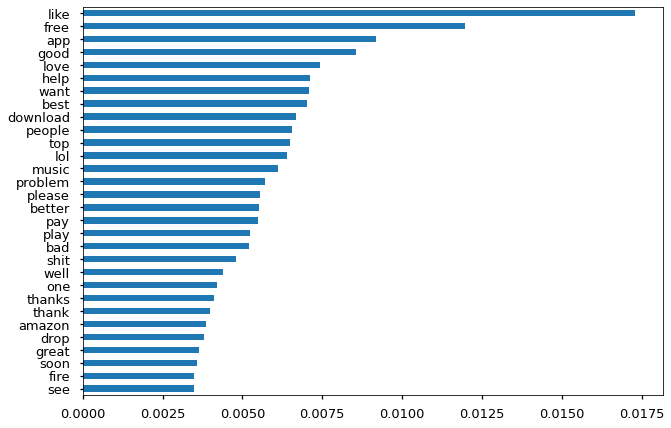 like
free
app
good
love
help
want
best
download
people
top
lol
music
problem
please
better
pay
play
bad
shit
well
one
thanks
thank
amazon
drop
great
soon
fire
see
0.0000 0.0025 0.0050 0.0075 0.0100 0.0125 0.0150 0.0175